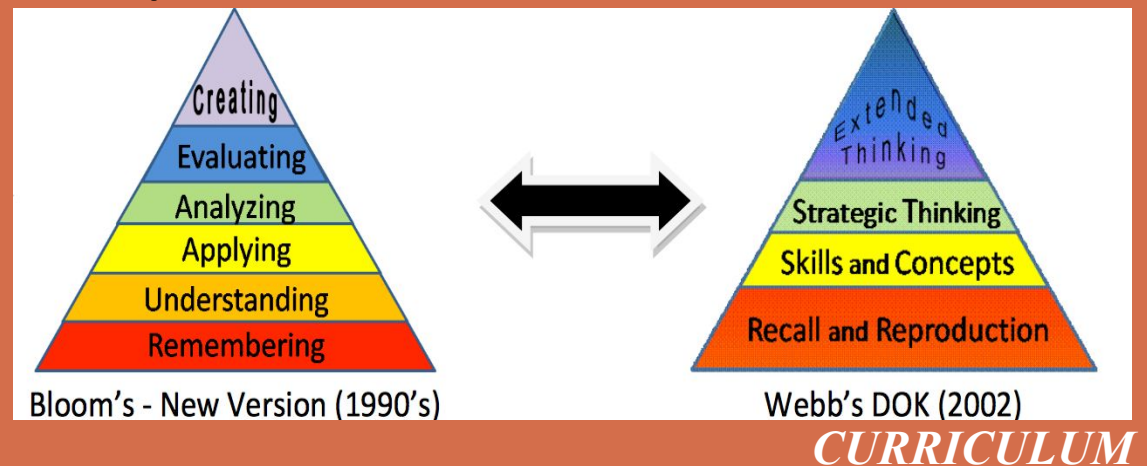 Creating
Evaluating
Analyzing
Applying
Understanding
Remembering
Bloom's - New Version (1990's)
Extended
Thinking
Strategic Thinking
Skills and Concepts
Recall and Reproduction
Webb's DOK (2002)
CURRICULUM